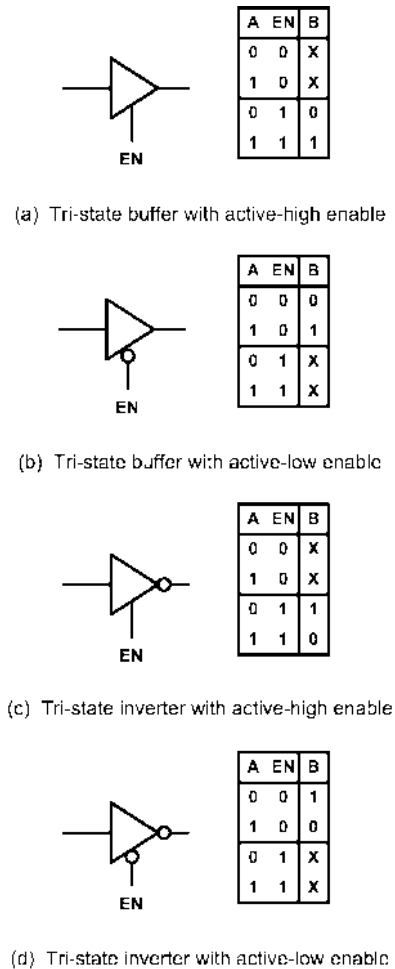 A EN B
0 0 X
1 0 X
0 1 0
1 1 1
EN
(a) Tri-state buffer with active-high enable
A EN B
0 0 0
1 0 1
0 1 X
1 1 X
EN
(b) Tri-state buffer with active-low enable
A EN B
0 0 X
1 0 X
0 1 1
1 1 0
EN
(c) Tri-state inverter with active-high enable
A EN B
0 0 1
1 0 0
0 1 X
1 1 X
EN
(d) Tri-state inverter with active-low enable